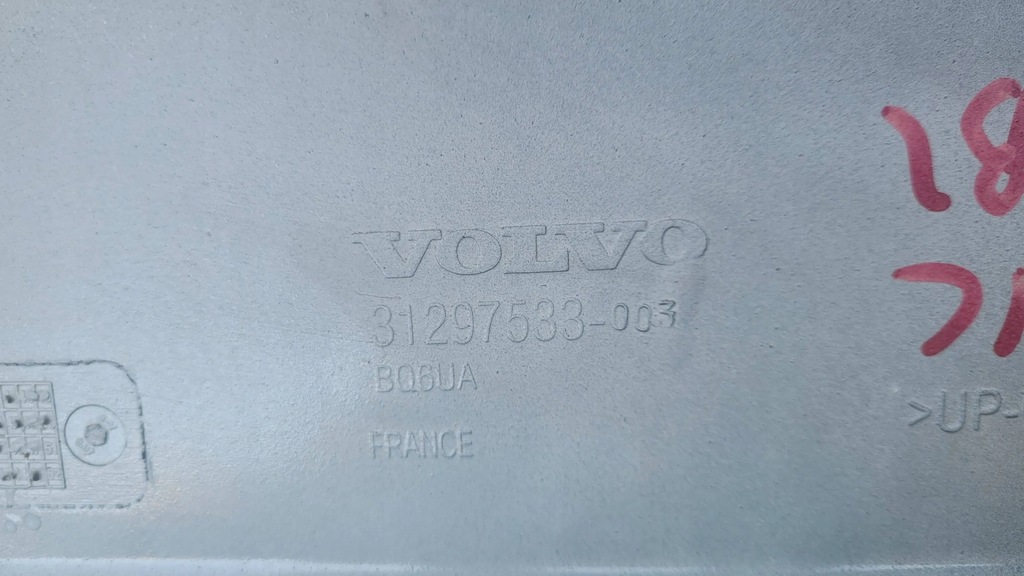 VOLVO
31297533-003
BQ6UA
FRANCE
>UP-